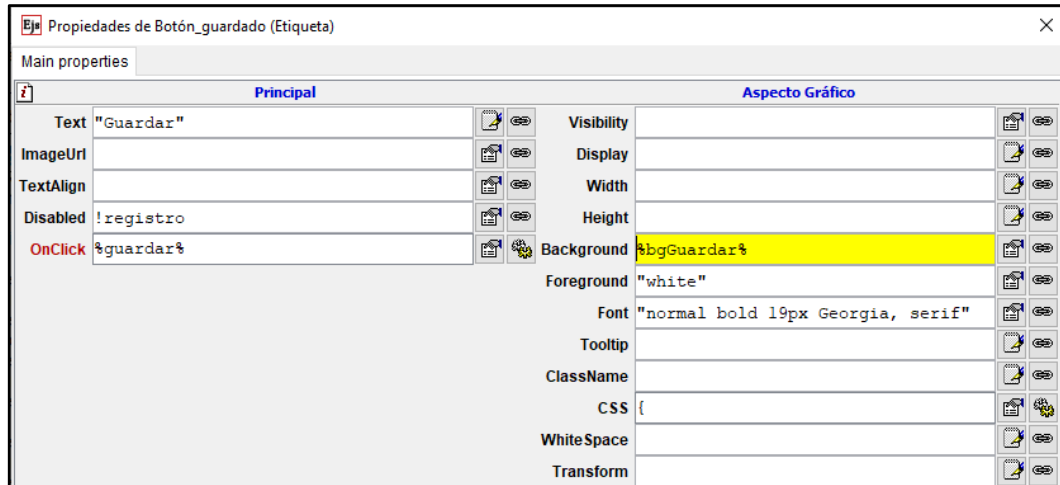 Ejs Propiedades de Botón_guardado (Etiqueta)
Main properties
Principal
Aspecto Gráfico
Text "Guardar"
Visibility
ImageUrl
Display
TextAlign
Width
Disabled !registro
Height
OnClick %guardar%
Background %bgGuardar%
Foreground "white"
Font "normal bold 19px Georgia, serif"
Tooltip
ClassName
CSS {
WhiteSpace
Transform